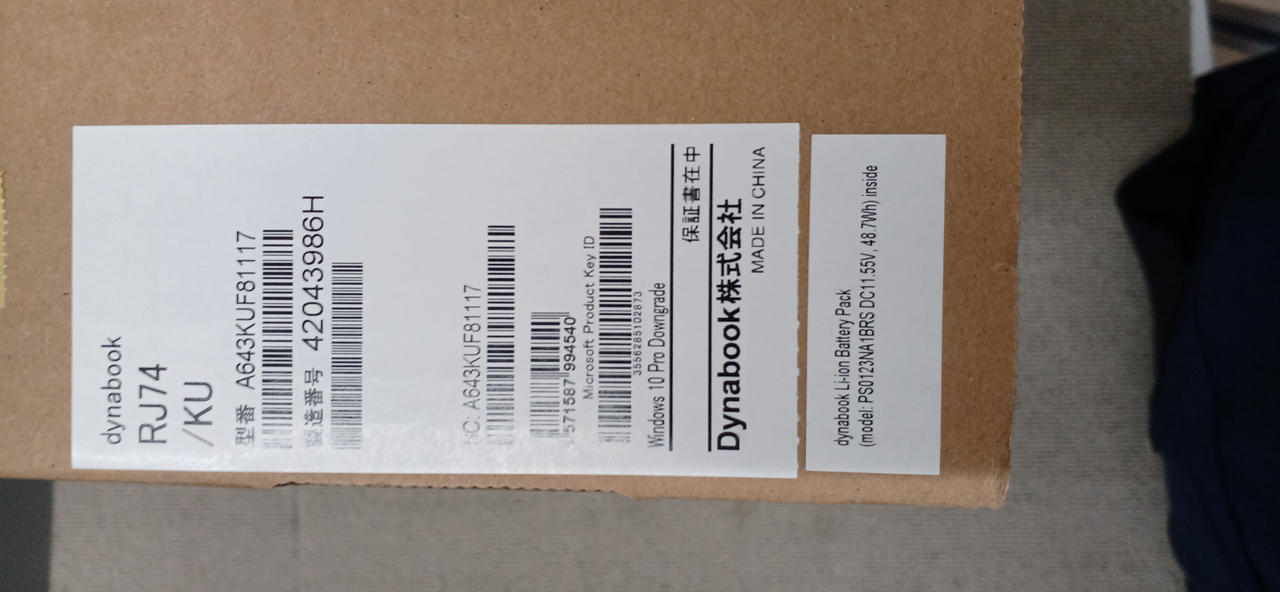 dynabook
RJ74
/KU
型番 A643KUF81117
製造番号 42043986H
SC: A643KUF81117
571587 994540
Microsoft Product Key ID
3556285102873
Windows 10 Pro Downgrade
保証書在中
Dynabook株式会社
MADE IN CHINA
dynabook Li-ion Battery Pack
(model: PS0123NA1BRS DC11.55V, 48.7Wh) inside